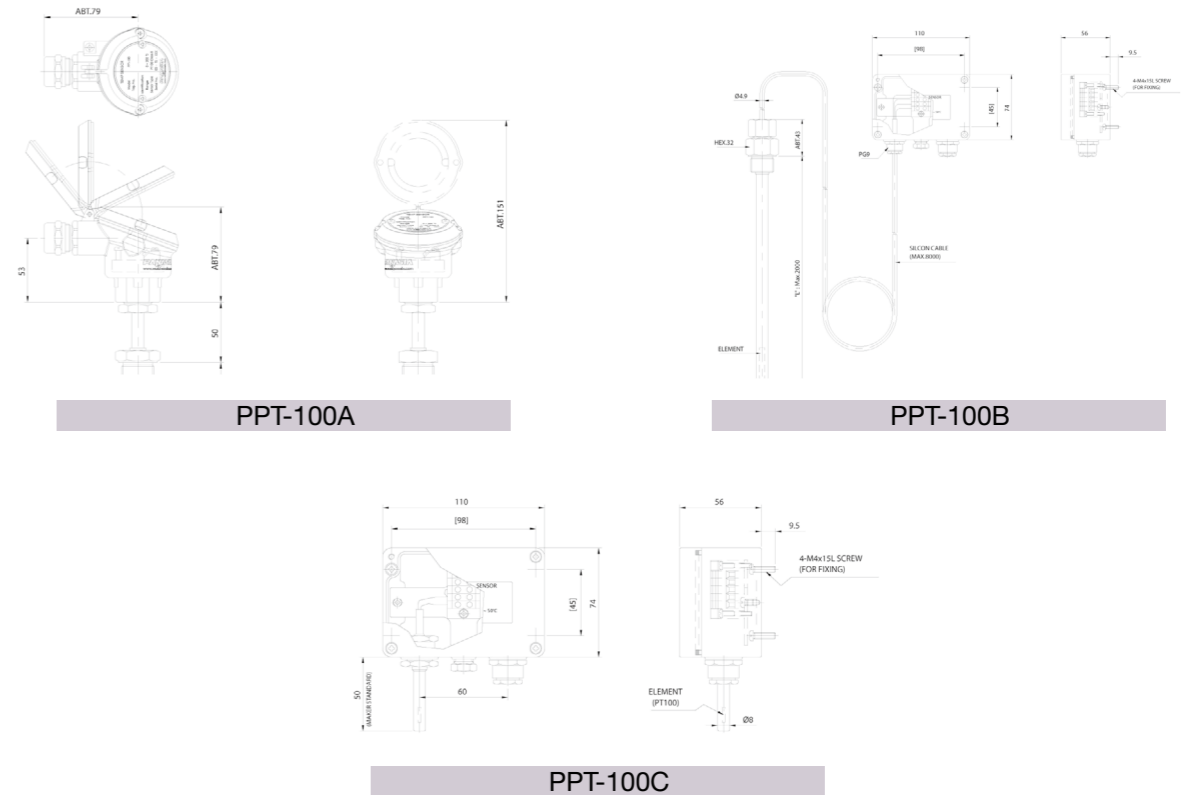 ABT.79
53
ABT.79
50
ABT.151
PPT-100A
110
[98]
56
9.5
4-M4x15L SCREW
(FOR FIXING)
SENSOR
[45]
74
Ø4.9
HEX.32
ABT.43
PG9
SILCON CABLE
(MAX.8000)
"L" : Max.2000
ELEMENT
PPT-100B
110
[98]
56
9.5
4-M4x15L SCREW
(FOR FIXING)
SENSOR
[45]
74
50
(MAKER STANDARD)
60
ELEMENT
(PT100)
Ø8
PPT-100C